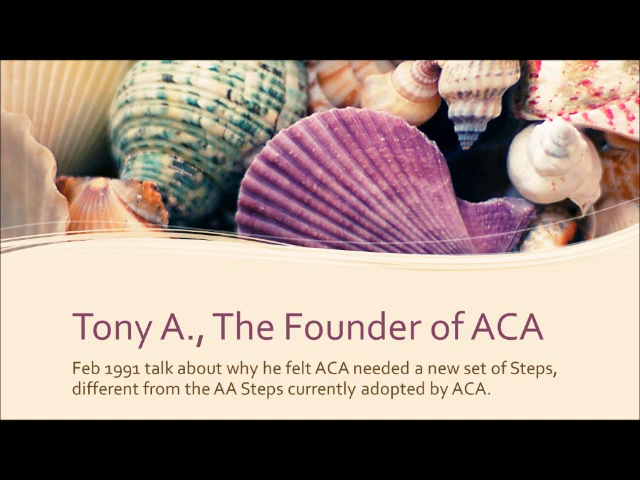 Tony A., The Founder of ACA
Feb 1991 talk about why he felt ACA needed a new set of Steps,
different from the AA Steps currently adopted by ACA.